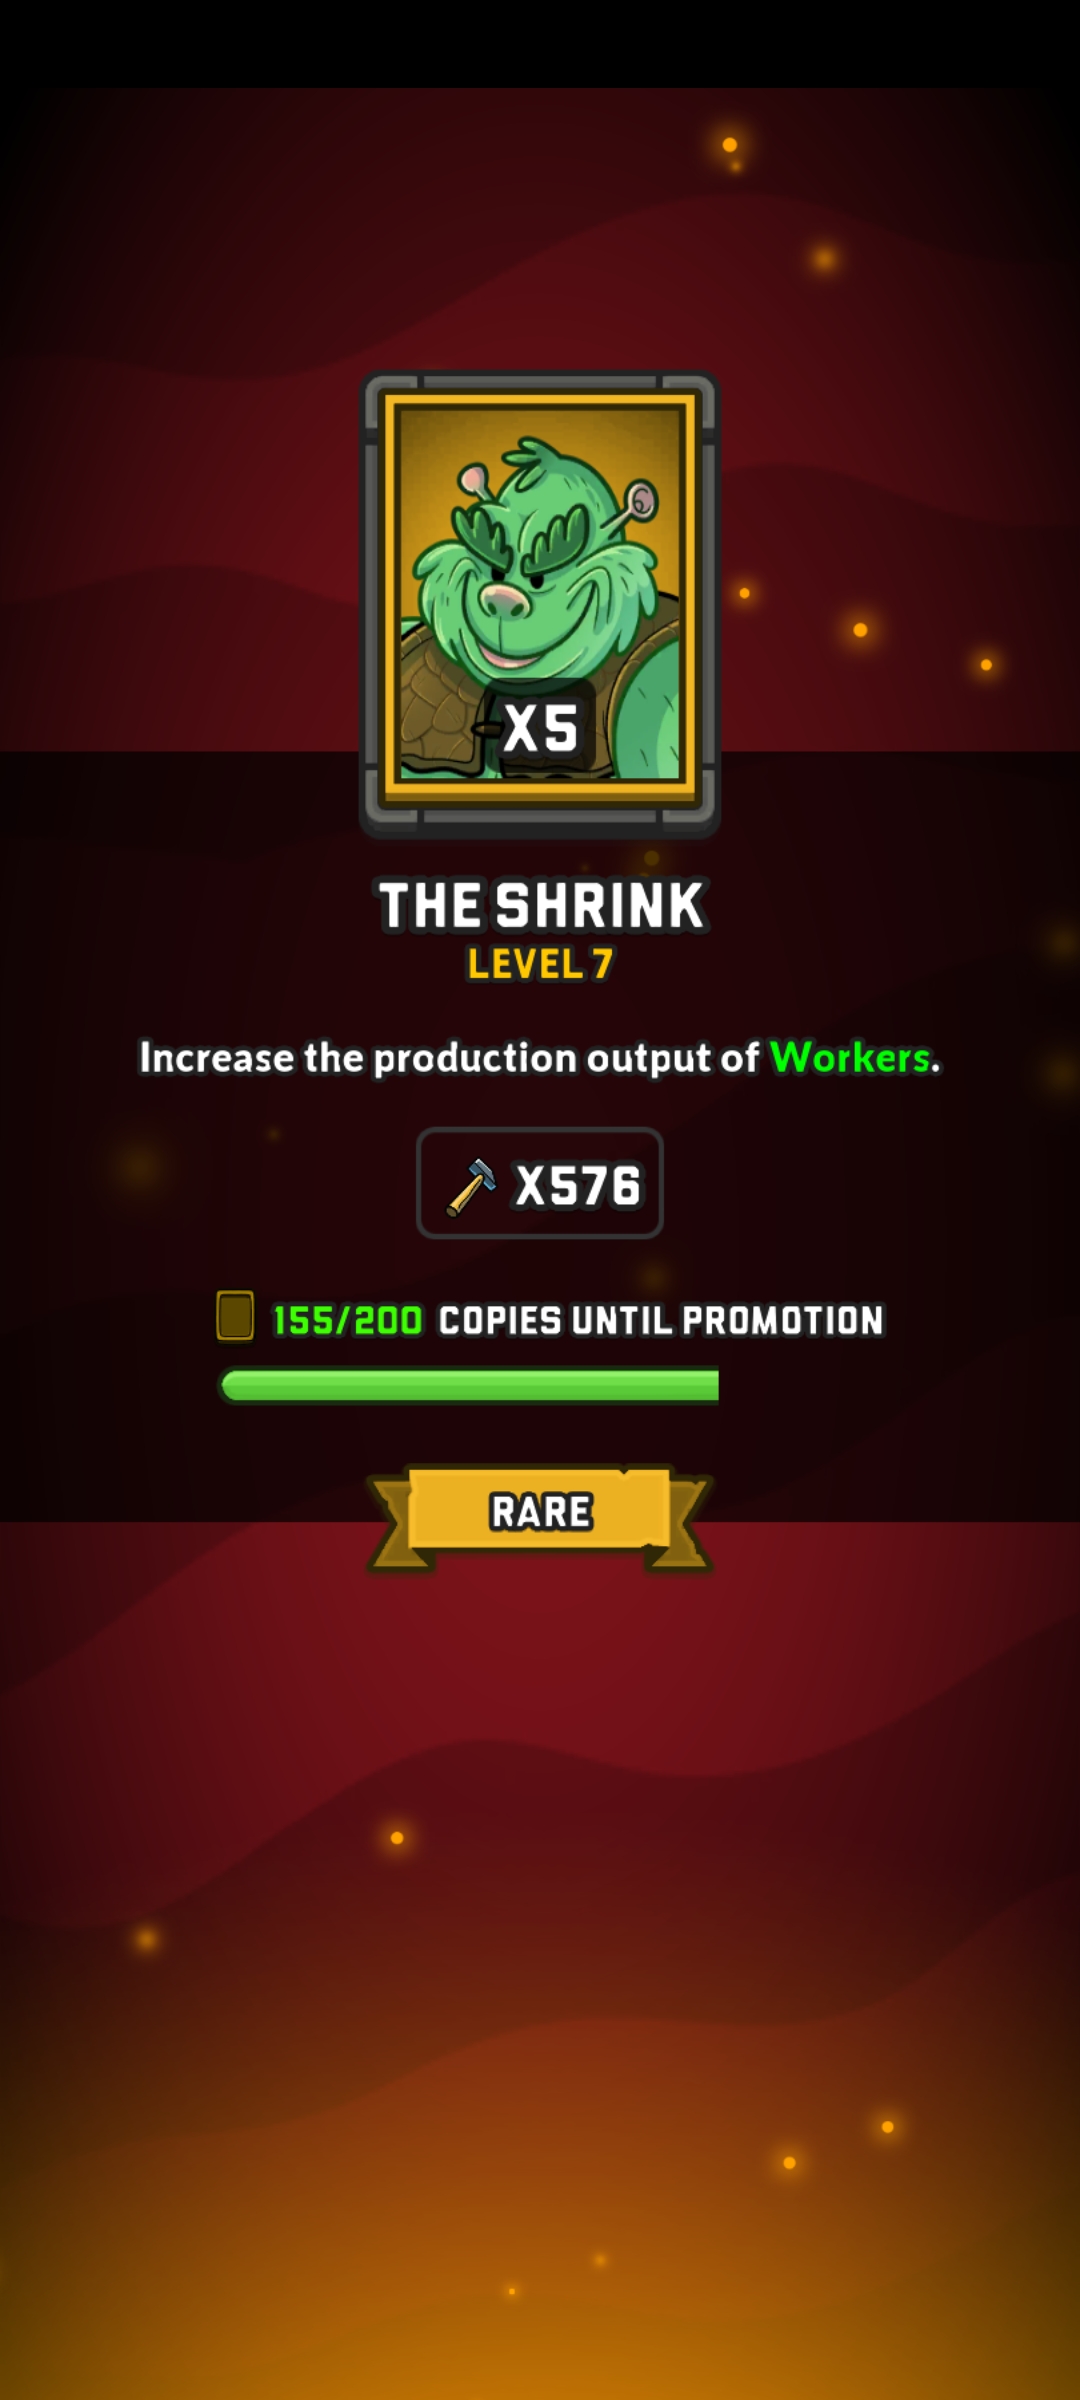 X5
THE SHRINK
LEVEL 7
Increase the production output of Workers.
X576
155/200 COPIES UNTIL PROMOTION
RARE